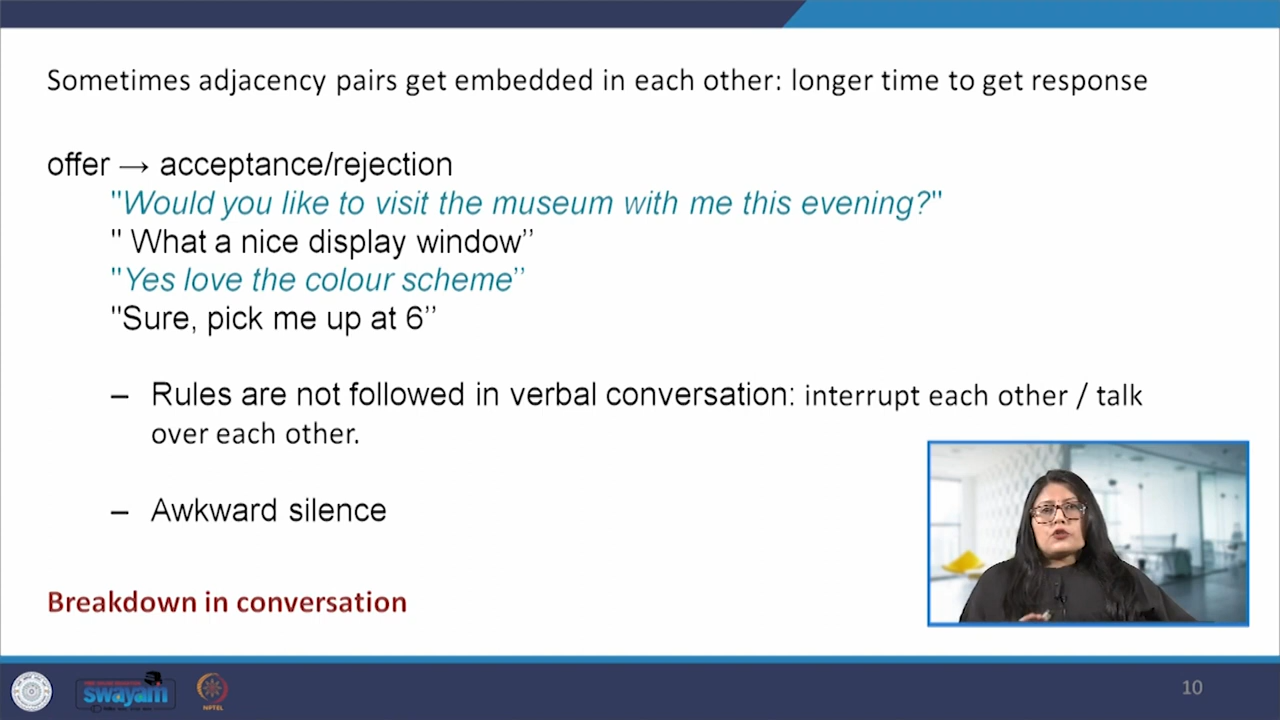 Sometimes adjacency pairs get embedded in each other: longer time to get response
offer → acceptance/rejection
"Would you like to visit the museum with me this evening?"
" What a nice display window”
"Yes love the colour scheme”
"Sure, pick me up at 6”
– Rules are not followed in verbal conversation: interrupt each other / talk
over each other.
– Awkward silence
Breakdown in conversation
swayam
NPTEL
10